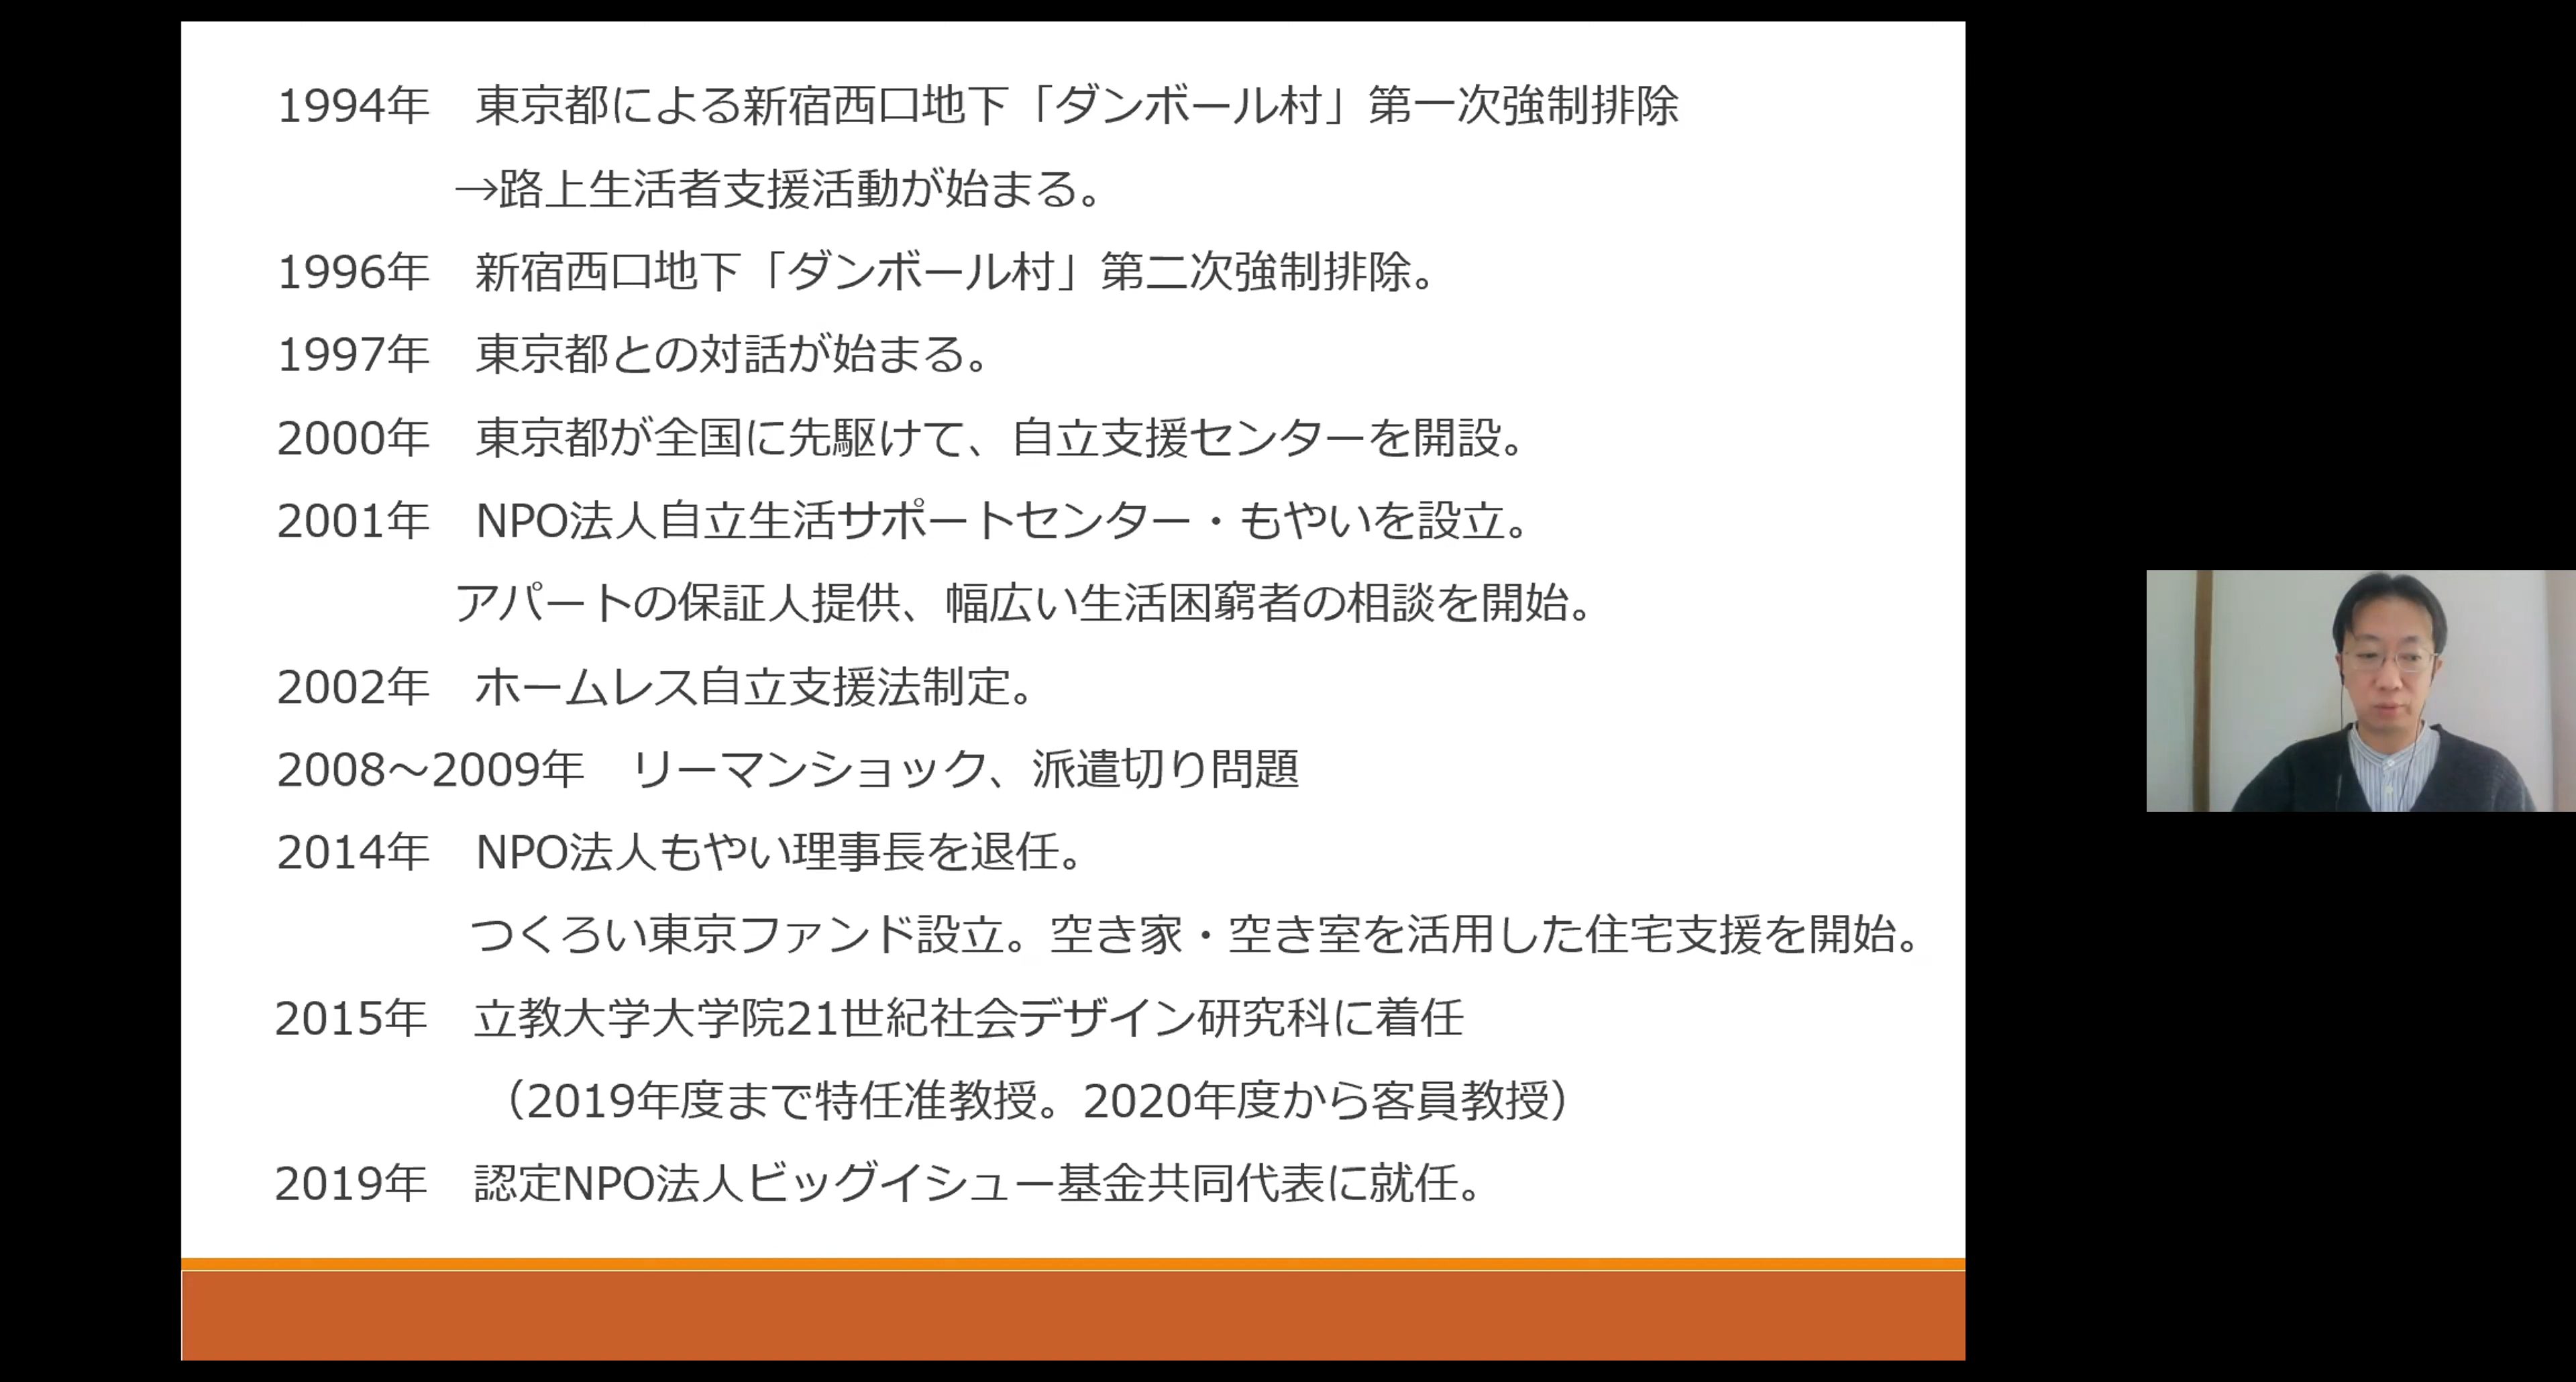 1994年　東京都による新宿西口地下「ダンボール村」第一次強制排除
→路上生活者支援活動が始まる。
1996年　新宿西口地下「ダンボール村」第二次強制排除。
1997年　東京都との対話が始まる。
2000年　東京都が全国に先駆けて、自立支援センターを開設。
2001年　NPO法人自立生活サポートセンター・もやいを設立。
アパートの保証人提供、幅広い生活困窮者の相談を開始。
2002年　ホームレス自立支援法制定。
2008～2009年　リーマンショック、派遣切り問題
2014年　NPO法人もやい理事長を退任。
つくろい東京ファンド設立。空き家・空き室を活用した住宅支援を開始。
2015年　立教大学大学院21世紀社会デザイン研究科に着任
（2019年度まで特任准教授。2020年度から客員教授）
2019年　認定NPO法人ビッグイシュー基金共同代表に就任。